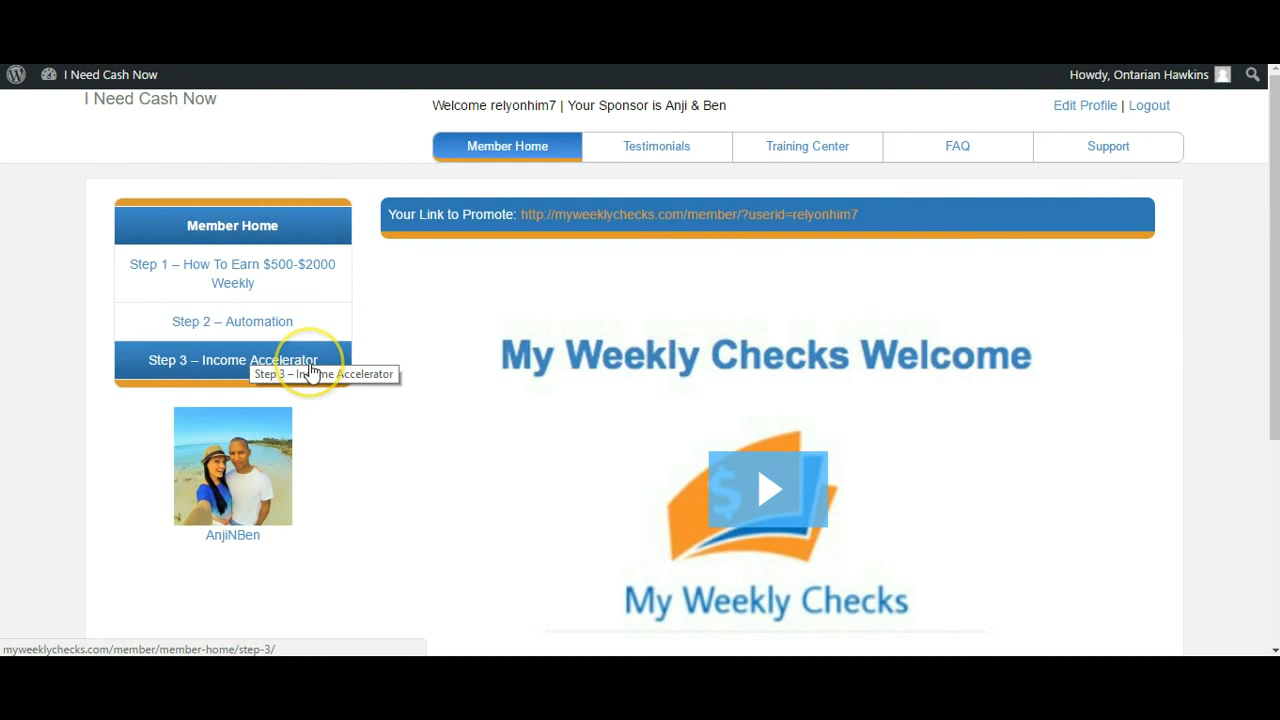 I Need Cash Now
Howdy, Ontarian Hawkins
I Need Cash Now
Welcome relyonhim7 | Your Sponsor is Anji & Ben
Edit Profile | Logout
Member Home
Testimonials
Training Center
FAQ
Support
Member Home
Step 1 – How To Earn $500-$2000
Weekly
Step 2 – Automation
Step 3 – Income Accelerator
Step 3 – Income Accelerator
AnjiNBen
Your Link to Promote: http://myweeklychecks.com/member/?userid=relyonhim7
My Weekly Checks Welcome
$
My Weekly Checks
myweeklychecks.com/member/member-home/step-3/